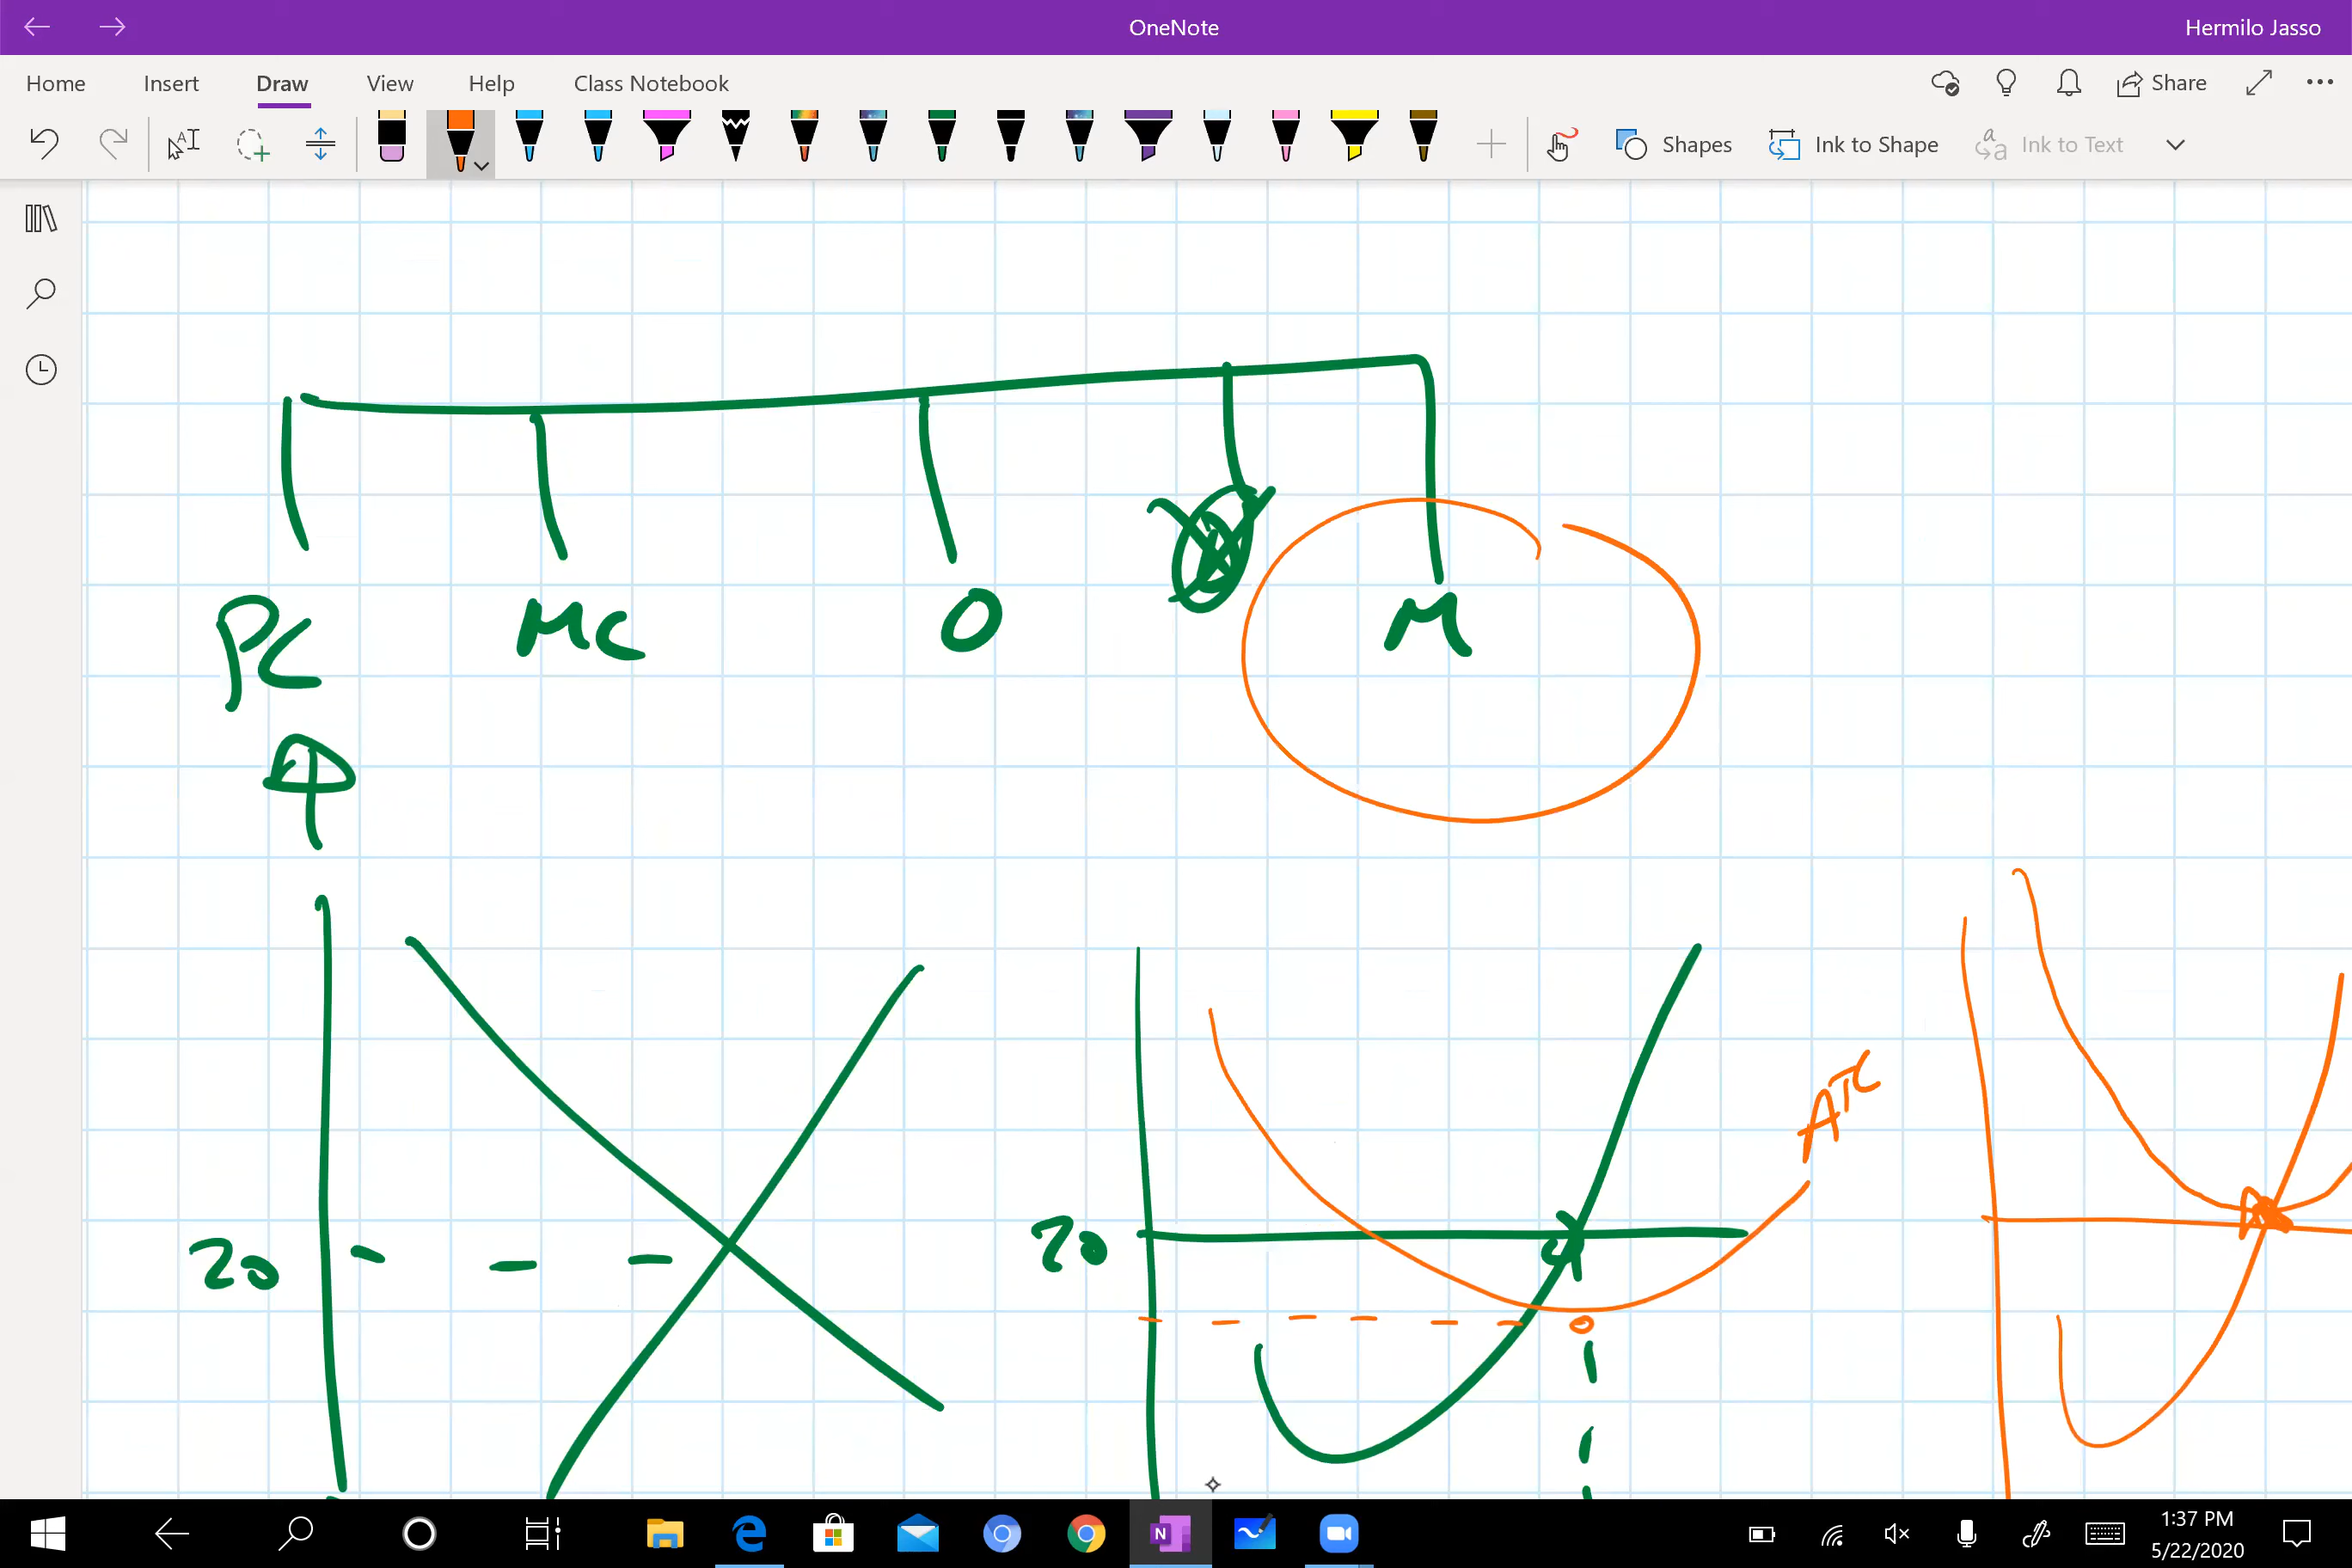 OneNote
Hermilo Jasso
Home Insert Draw View Help Class Notebook Share
AI Shapes Ink to Shape Ink to Text
PC MC O M
ATC
20 20
1:37 PM
5/22/2020